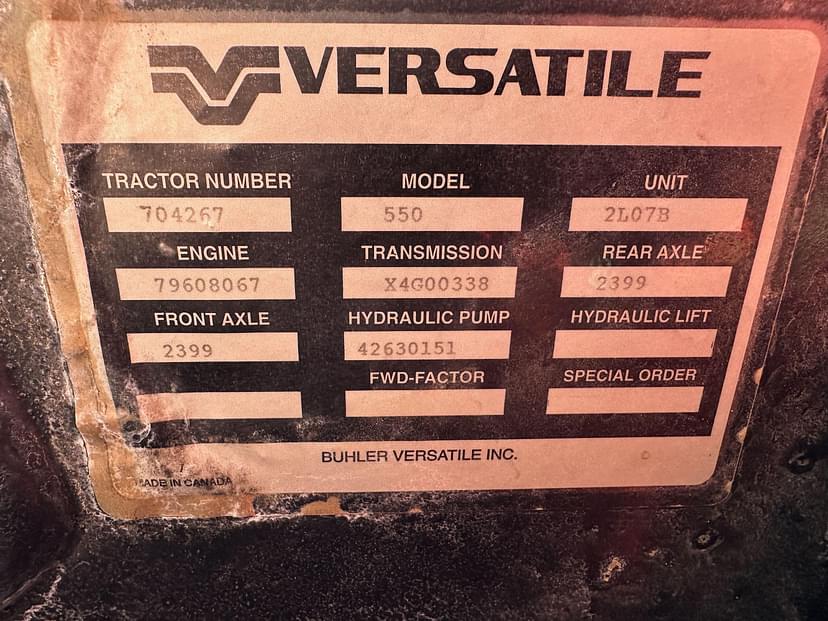 VERSATILE
TRACTOR NUMBER MODEL UNIT
704267 550 2L07B
ENGINE TRANSMISSION REAR AXLE
79608067 X4G00338 2399
FRONT AXLE HYDRAULIC PUMP HYDRAULIC LIFT
2399 42630151
FWD-FACTOR SPECIAL ORDER
BUHLER VERSATILE INC.
MADE IN CANADA